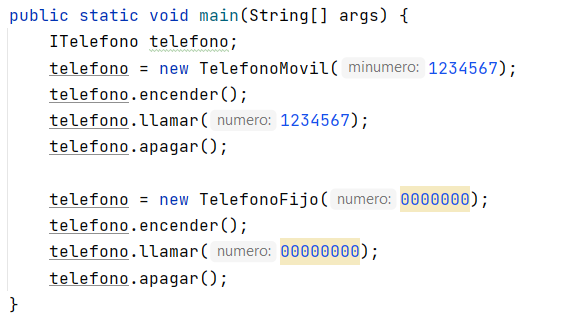 public static void main(String[] args) {
ITelefono telefono;
telefono = new TelefonoMovil( minumero: 1234567);
telefono.encender();
telefono.llamar( numero: 1234567);
telefono.apagar();
telefono = new TelefonoFijo( numero: 0000000);
telefono.encender();
telefono.llamar( numero: 00000000);
telefono.apagar();
}